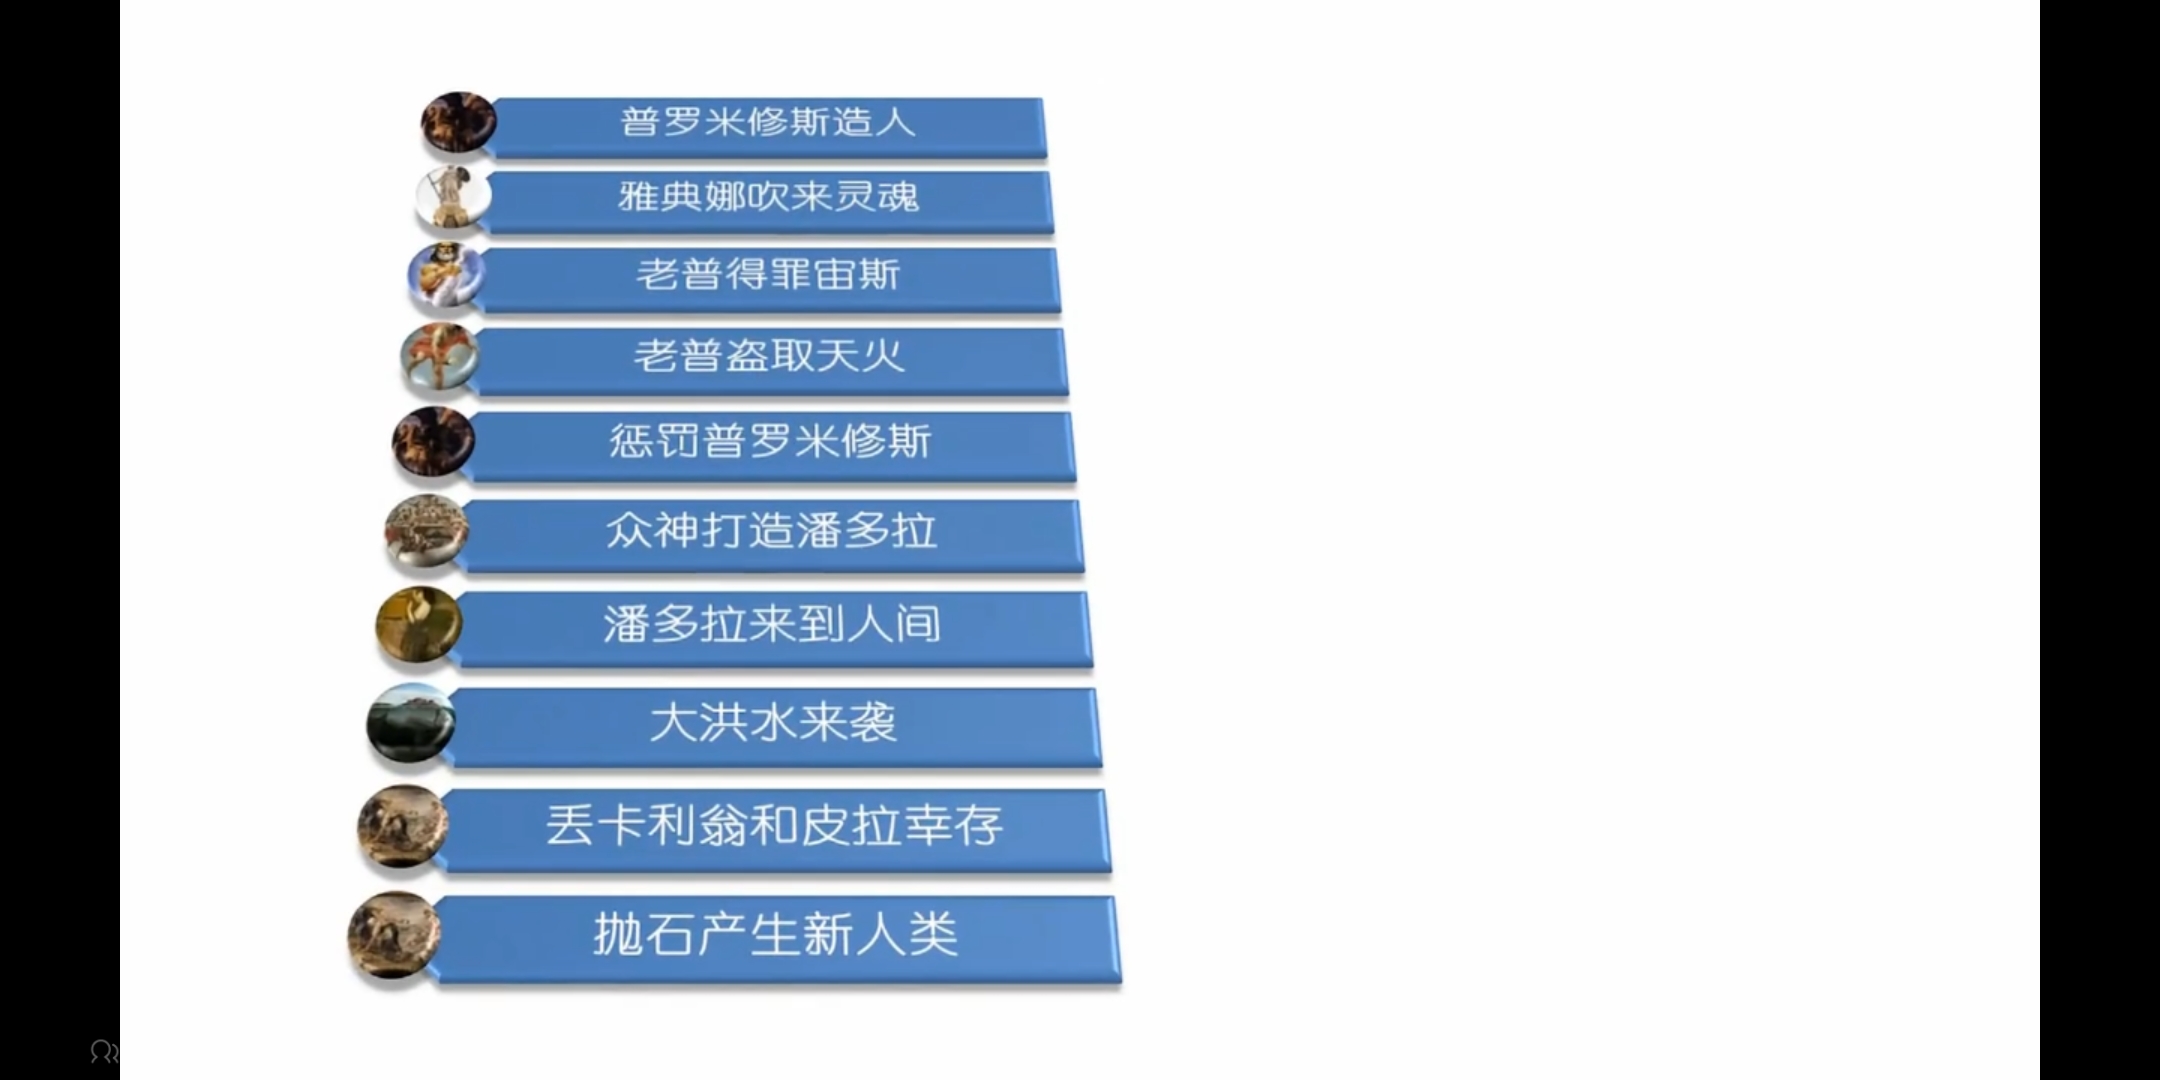 普罗米修斯造人
雅典娜吹来灵魂
老普得罪宙斯
老普盗取天火
惩罚普罗米修斯
众神打造潘多拉
潘多拉来到人间
大洪水来袭
丢卡利翁和皮拉幸存
抛石产生新人类